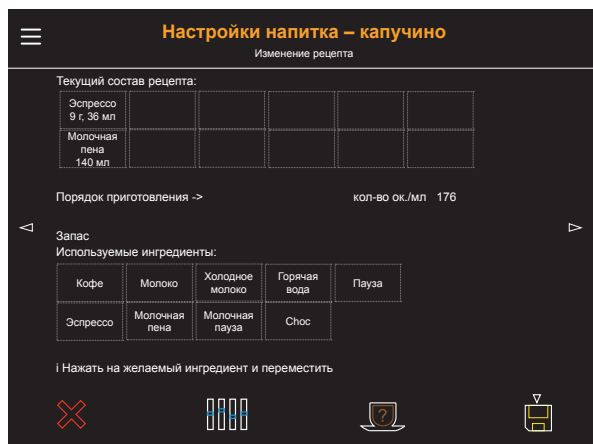 Настройки напитка – капучино
Изменение рецепта
Текущий состав рецепта:
Эспрессо
9 г, 36 мл
Молочная
пена
140 мл
Порядок приготовления ->
кол-во ок./мл 176
Запас
Используемы ингредиенты:
Кофе
Молоко
Холодное
молоко
Горячая
вода
Пауза
Эспрессо
Молочная
пена
Молочная
пауза
Choc
i Нажать на желаемый ингредиент и переместить
?